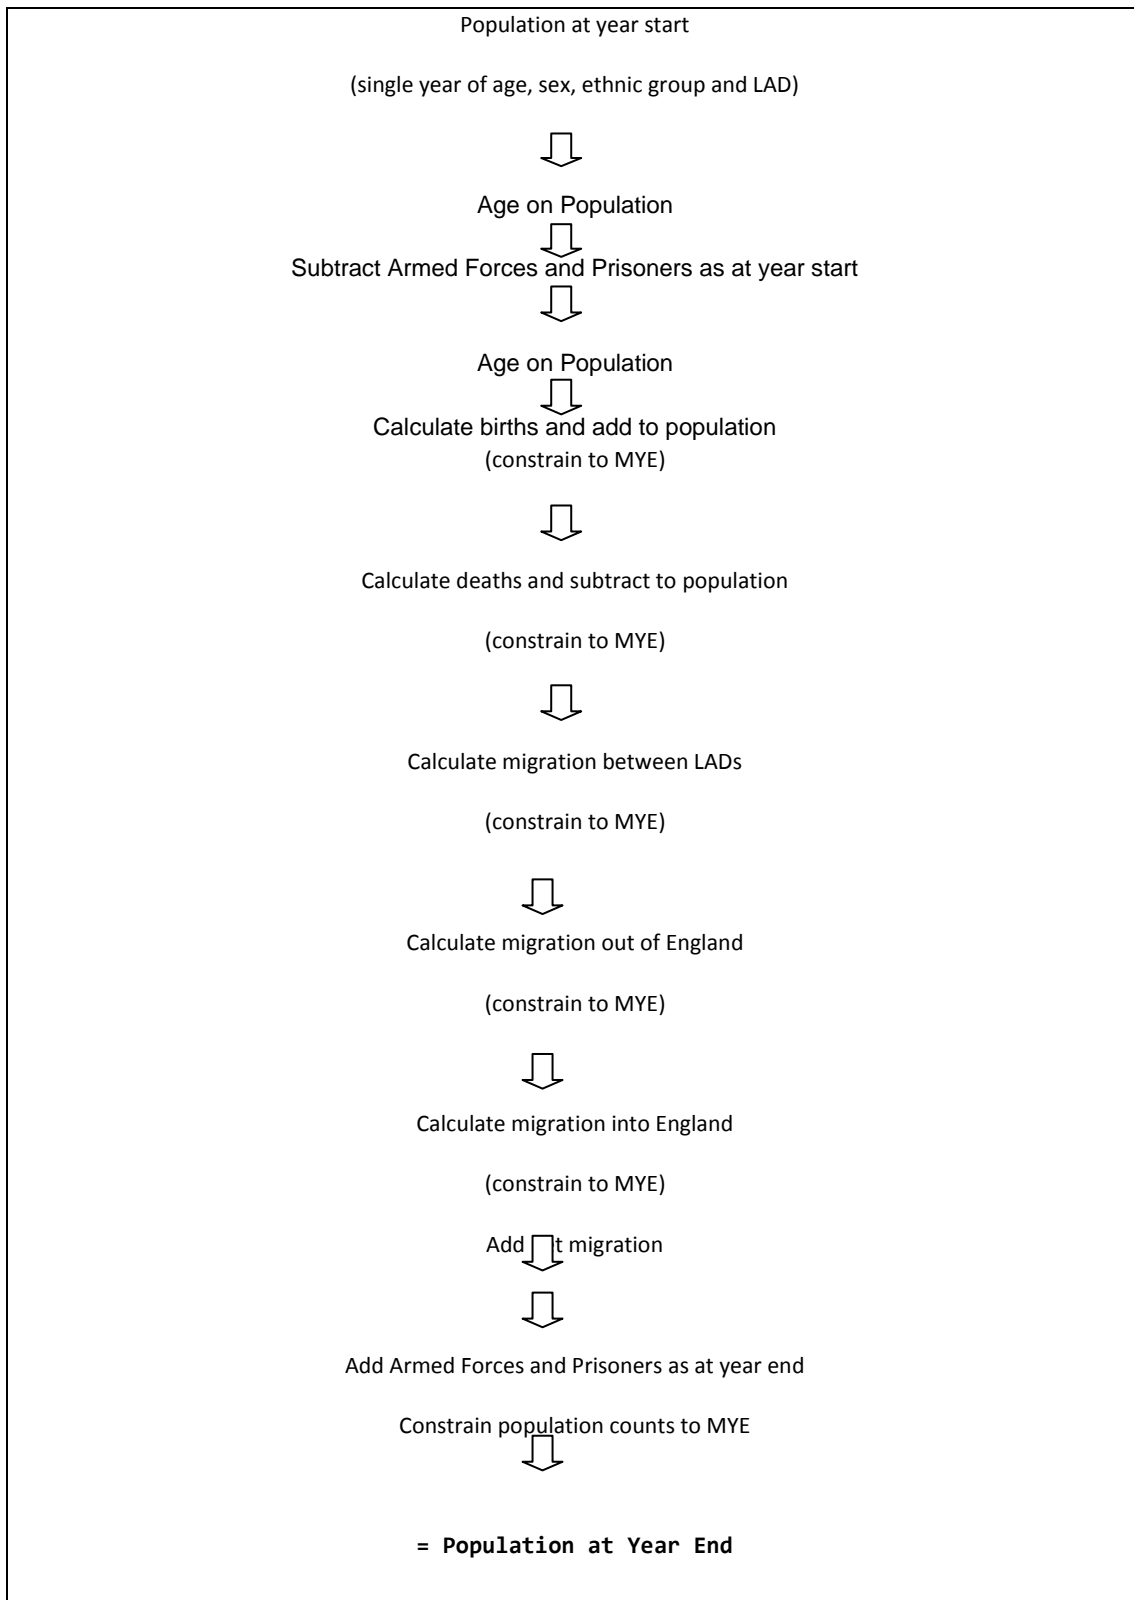 Population at year start
(single year of age, sex, ethnic group and LAD)
Age on Population
Subtract Armed Forces and Prisoners as at year start
Age on Population
Calculate births and add to population
(constrain to MYE)
Calculate deaths and subtract to population
(constrain to MYE)
Calculate migration between LADs
(constrain to MYE)
Calculate migration out of England
(constrain to MYE)
Calculate migration into England
(constrain to MYE)
Add migration
Add Armed Forces and Prisoners as at year end
Constrain population counts to MYE
= Population at Year End